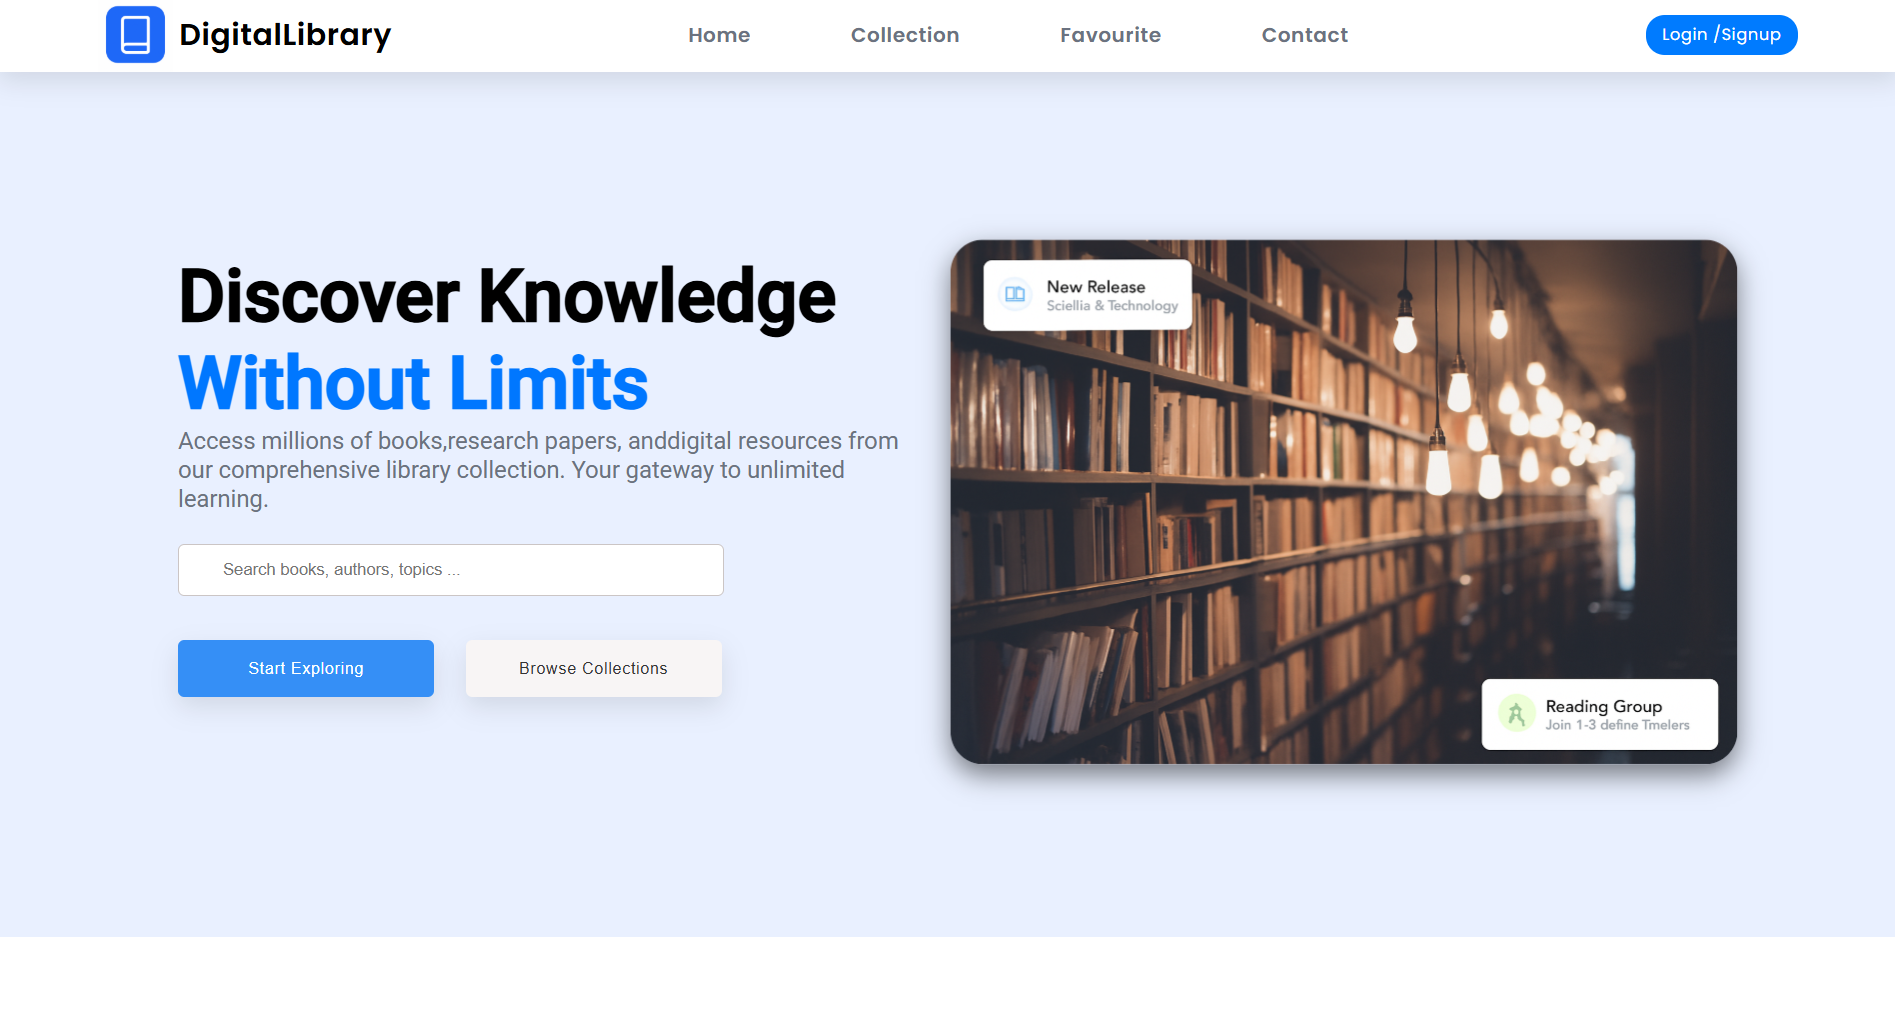 DigitalLibrary
Home
Collection
Favourite
Contact
Login /Signup
Discover Knowledge
Without Limits
Access millions of books,research papers, anddigital resources from
our comprehensive library collection. Your gateway to unlimited
learning.
Search books, authors, topics ...
Start Exploring
Browse Collections
New Release
Sciellia & Technology
Reading Group
Join 1-3 define Tmelers